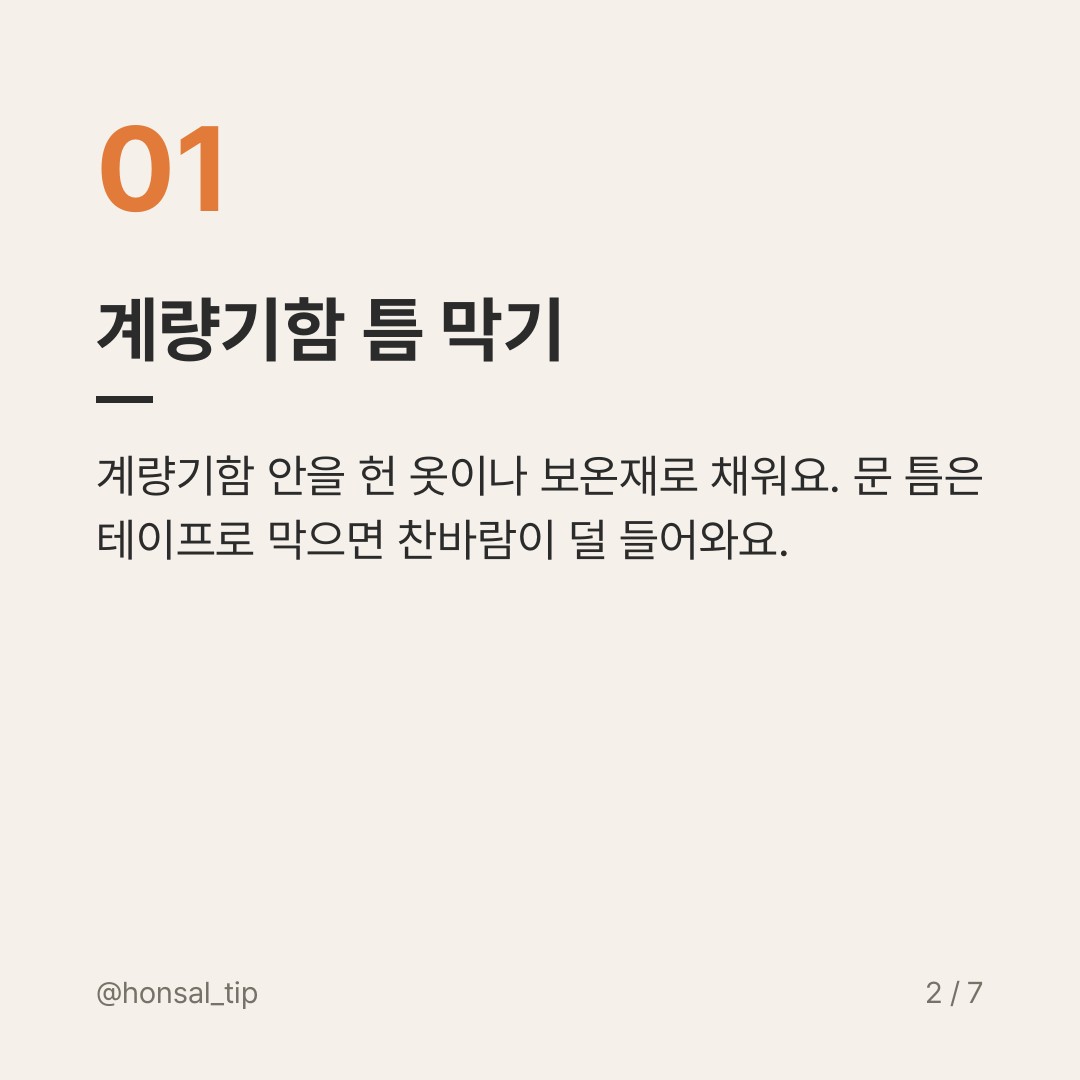 01
계량기함 틈 막기
계량기함 안을 헌 옷이나 보온재로 채워요. 문 틈은
테이프로 막으면 찬바람이 덜 들어와요.
@honsal_tip
2 / 7